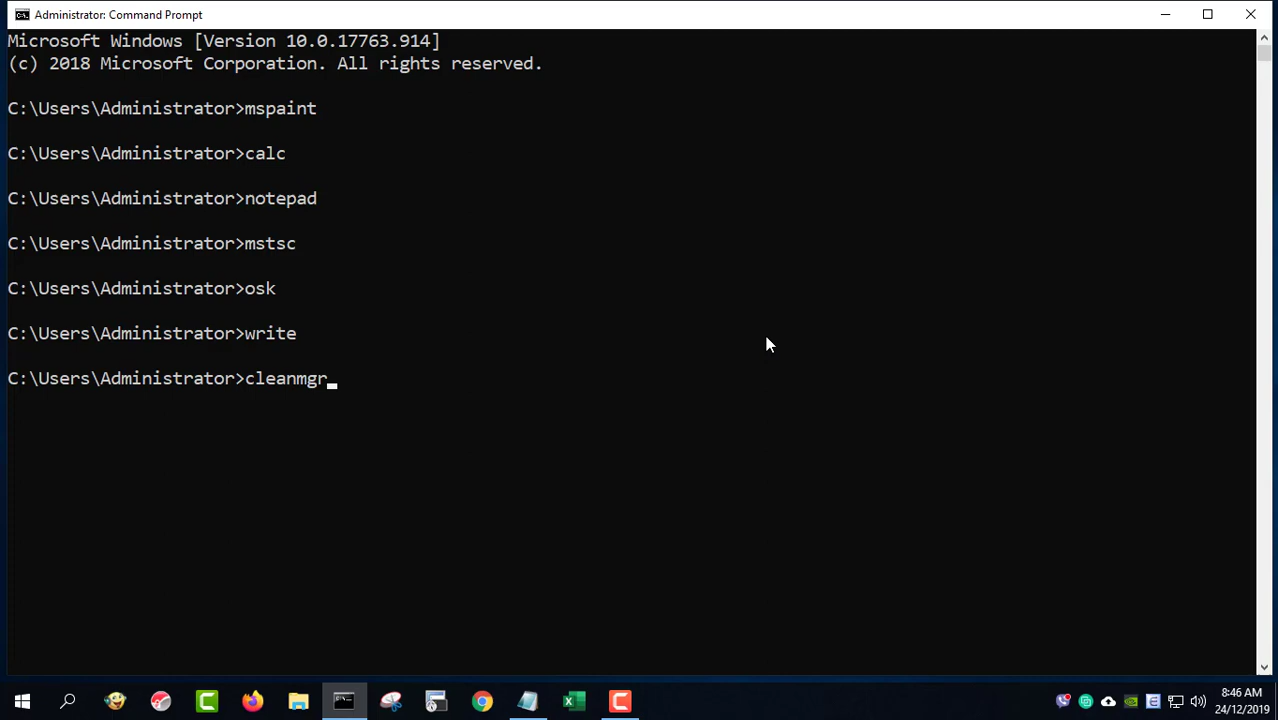 Administrator: Command Prompt
Microsoft Windows [Version 10.0.17763.914]
(c) 2018 Microsoft Corporation. All rights reserved.
C:\Users\Administrator>mspaint
C:\Users\Administrator>calc
C:\Users\Administrator>notepad
C:\Users\Administrator>mstsc
C:\Users\Administrator>osk
C:\Users\Administrator>write
C:\Users\Administrator>cleanmgr_
8:46 AM
24/12/2019